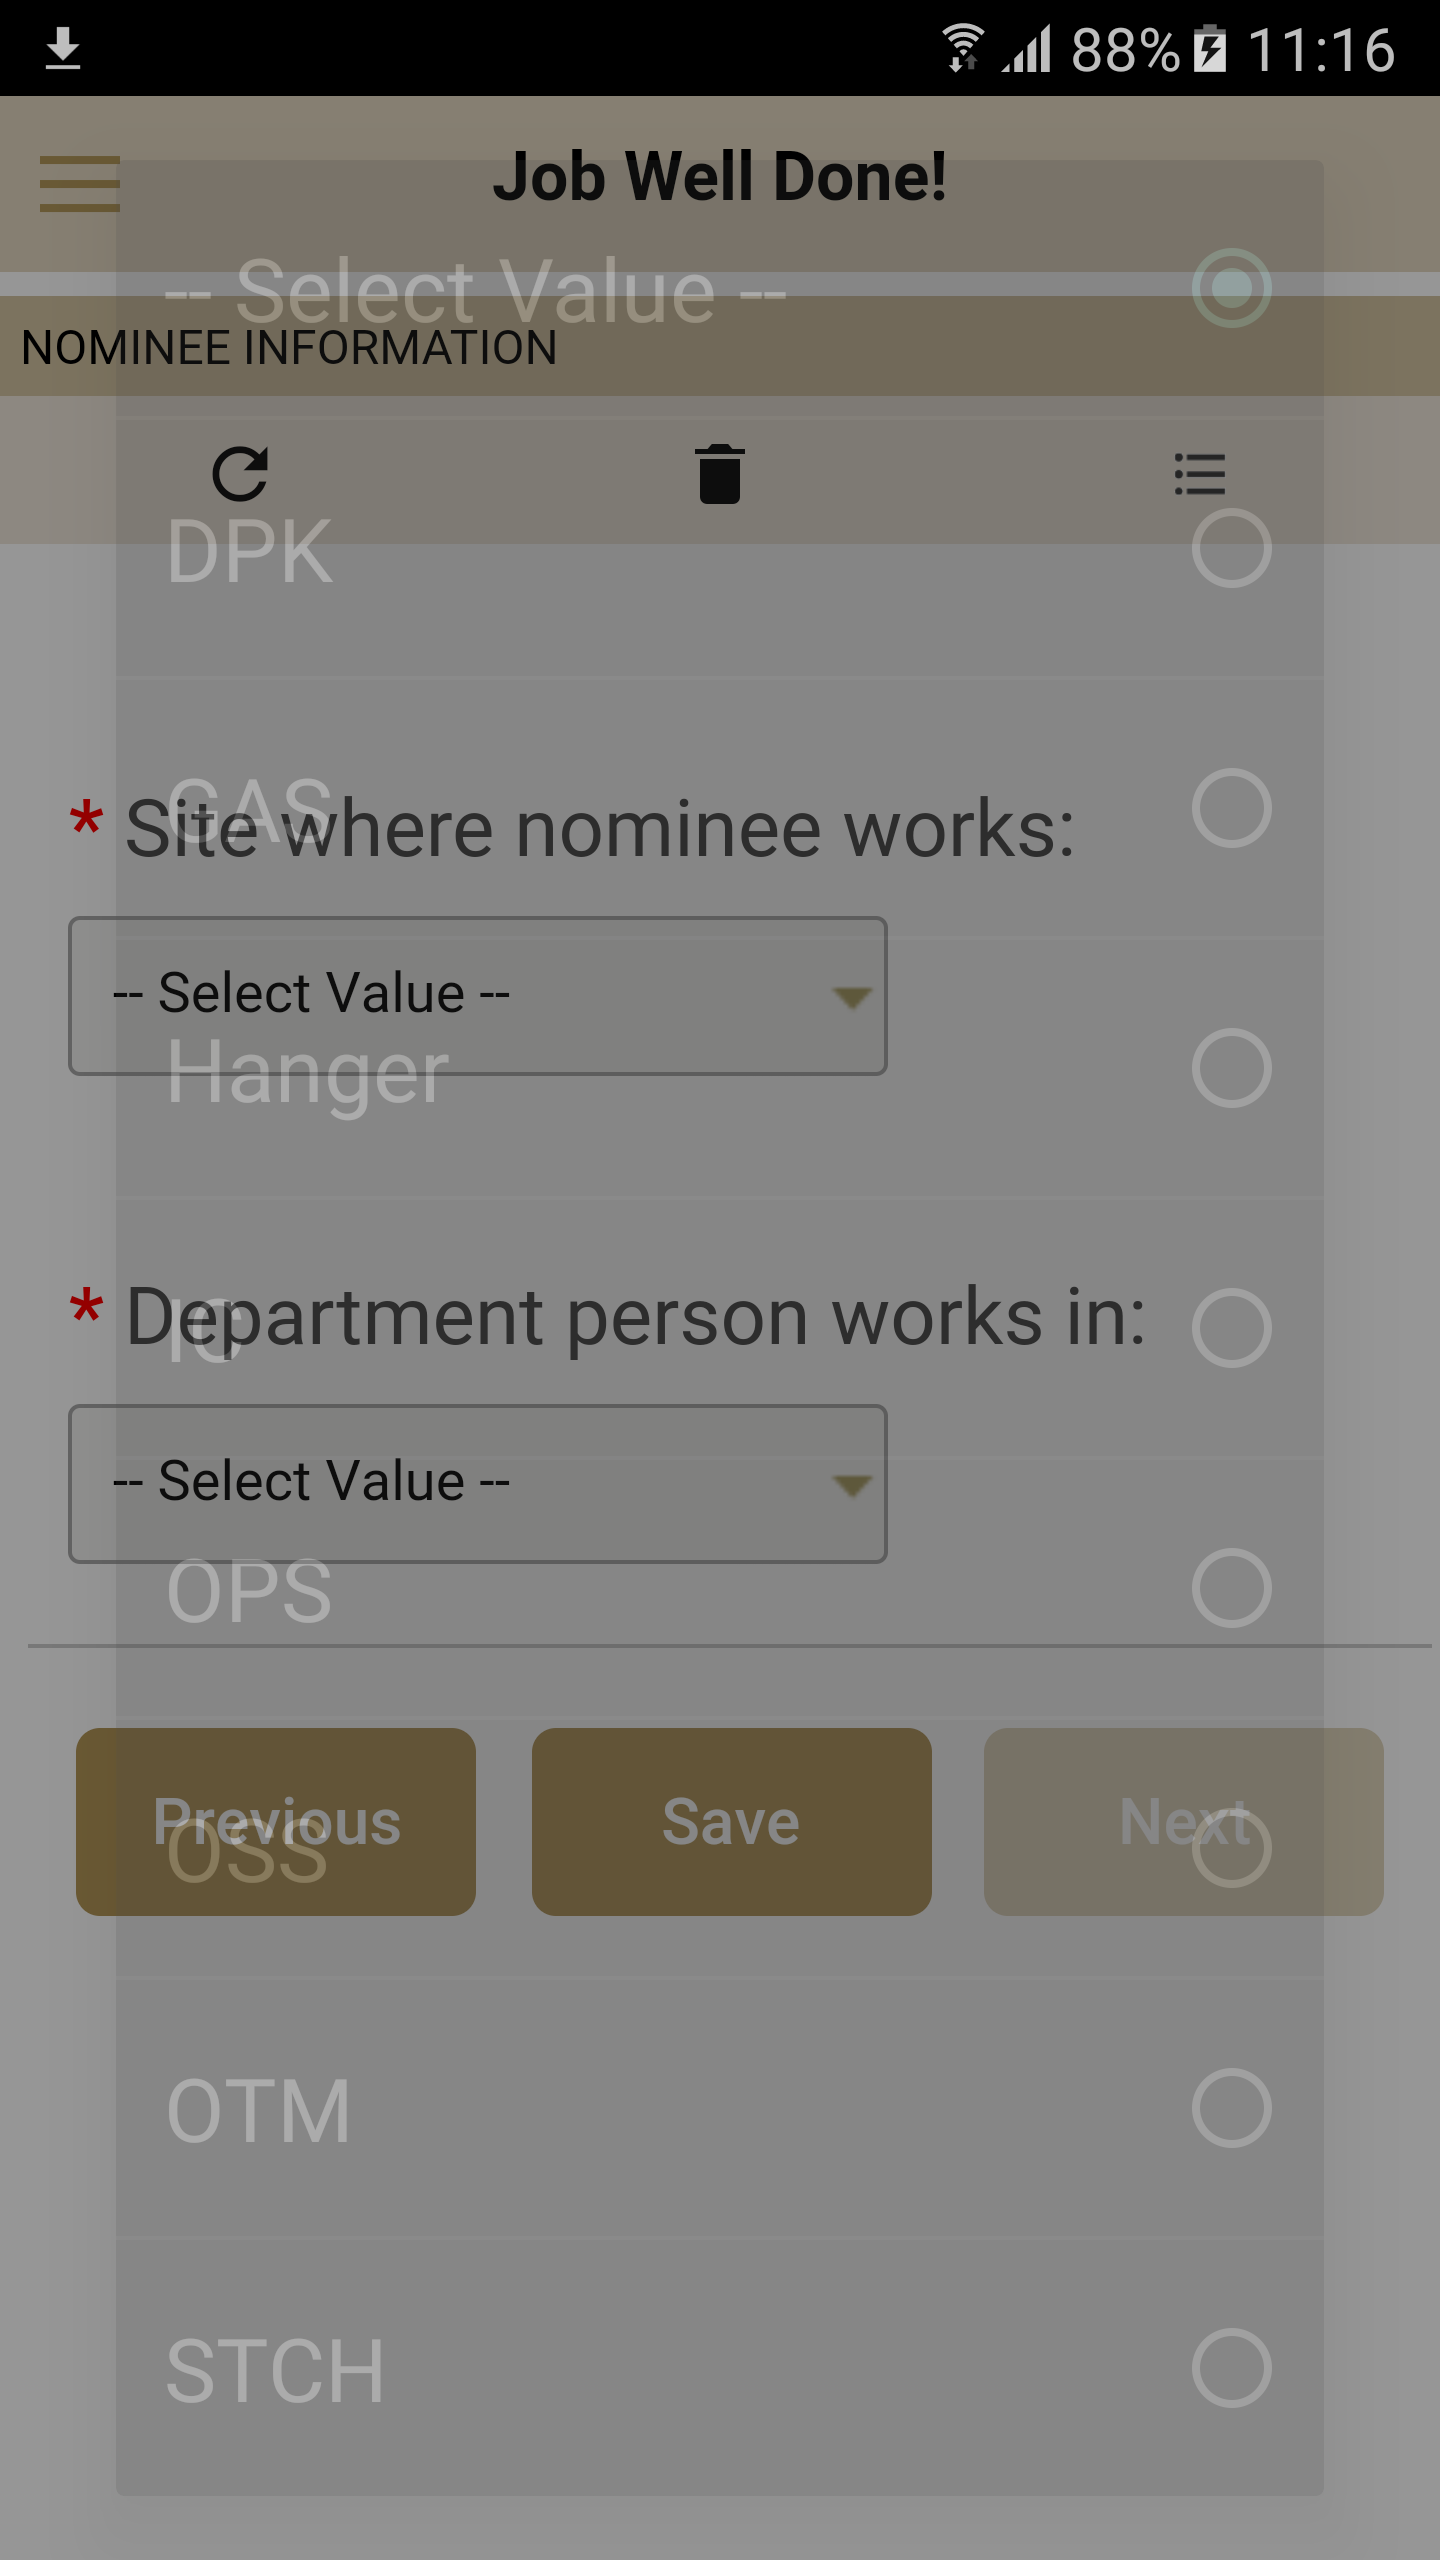 88% 11:16
Job Well Done!
-- Select Value --
NOMINEE INFORMATION
DPK
GAS
* Site where nominee works:
-- Select Value --
Hanger
* Department person works in:
IC
-- Select Value --
OPS
Previous
Save
Next
OSS
OTM
STCH